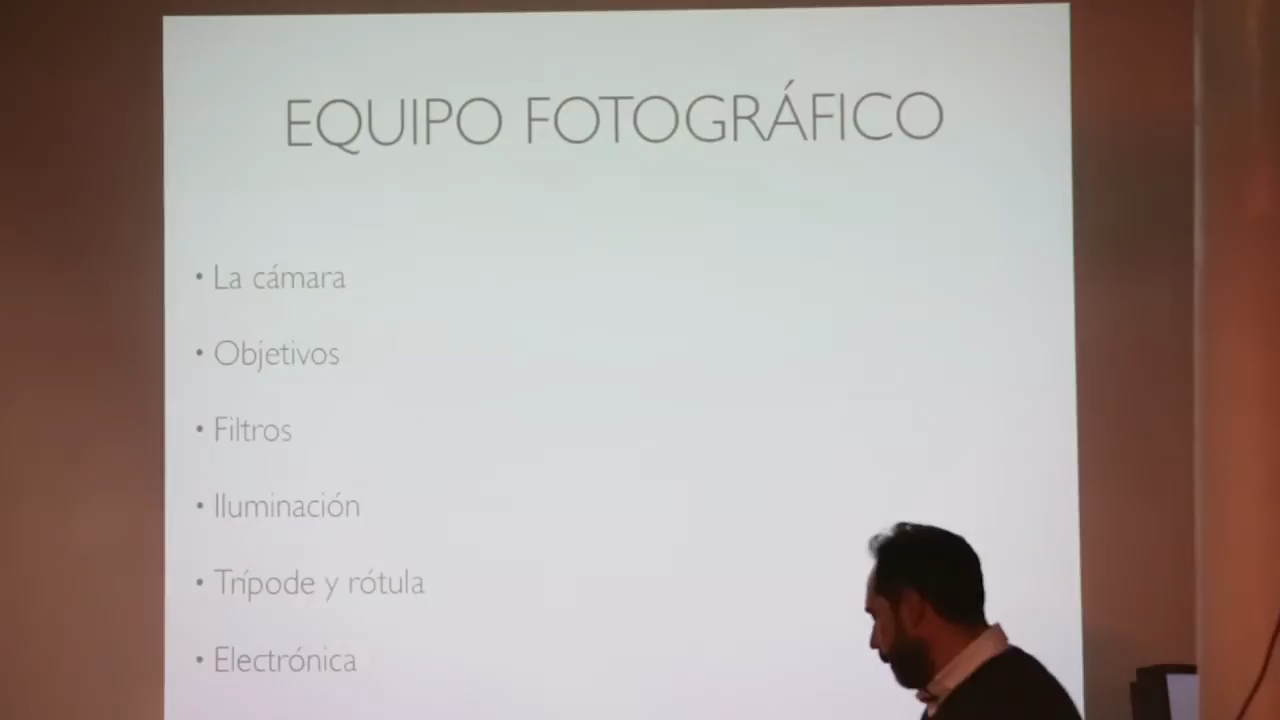 EQUIPO FOTOGRÁFICO
• La cámara
• Objetivos
• Filtros
• Iluminación
• Trípode y rótula
• Electrónica